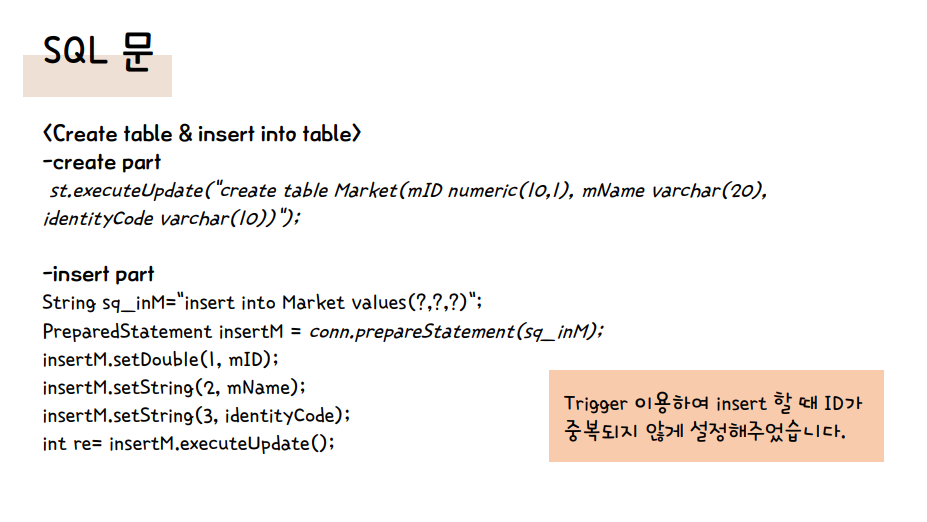 SQL 문
<Create table & insert into table>
-create part
st.executeUpdate("create table Market(mID numeric(10,1), mName varchar(20),
identityCode varchar(10))");
-insert part
String sq_inM="insert into Market values(?,?,?)";
PreparedStatement insertM = conn.prepareStatement(sq_inM);
insertM.setDouble(1, mID);
insertM.setString(2, mName);
insertM.setString(3, identityCode);
int re= insertM.executeUpdate();
Trigger 이용하여 insert 할 때 ID가
중복되지 않게 설정해주었습니다.